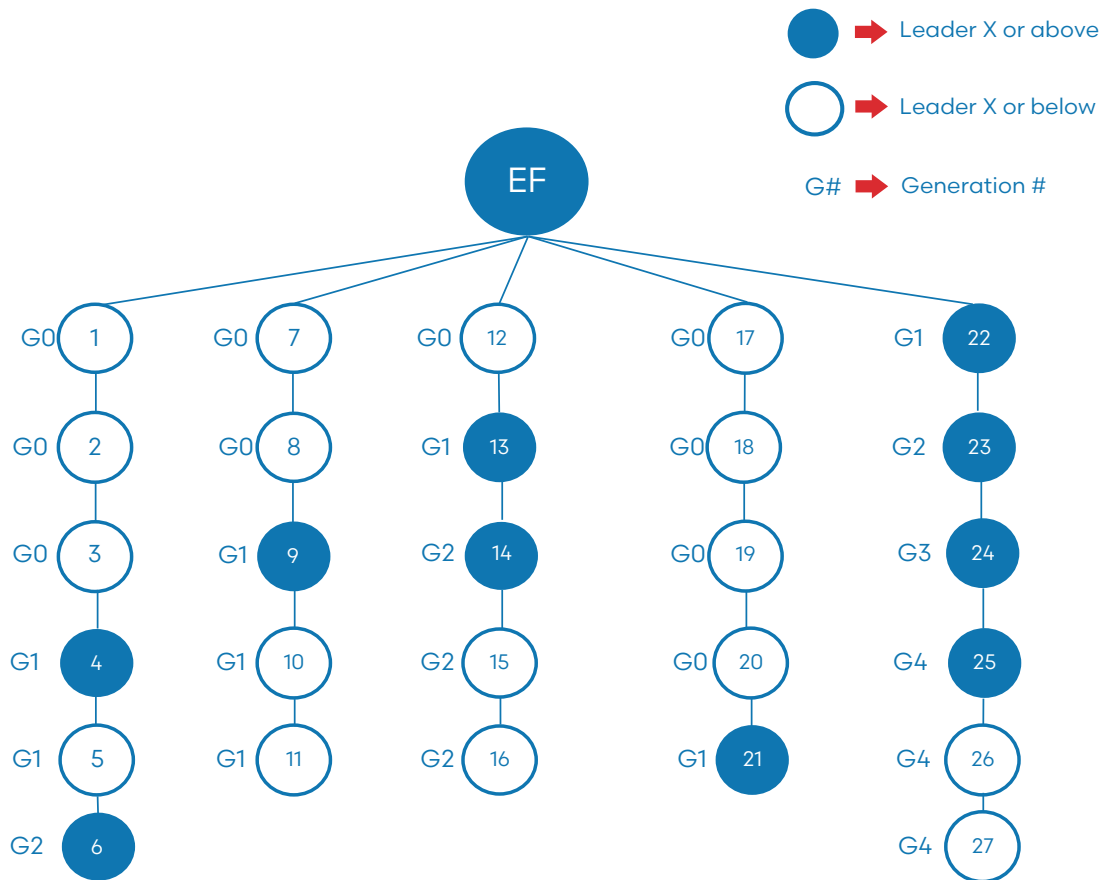 Leader X or above
Leader X or below
G# Generation #
EF
G0 1 G0 7 G0 12 G0 17 G1 22
G0 2 G0 8 G1 13 G0 18 G2 23
G0 3 G1 9 G2 14 G0 19 G3 24
G1 4 G1 10 G2 15 G0 20 G4 25
G1 5 G1 11 G2 16 G1 21 G4 26
G2 6 G4 27